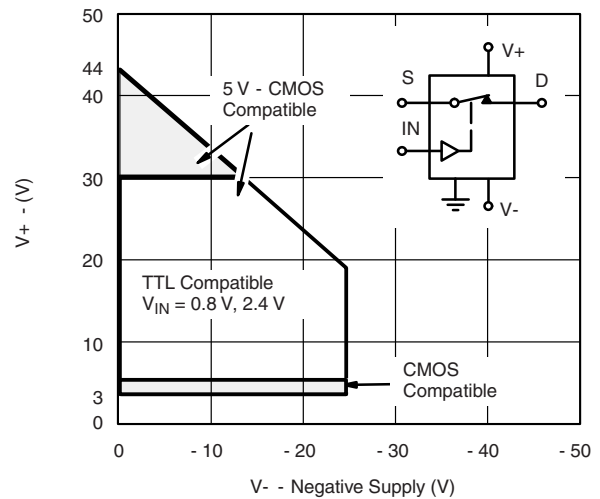 50
44
40
30
20
10
3
0
V+ - (V)
5 V - CMOS
Compatible
TTL Compatible
VIN = 0.8 V, 2.4 V
CMOS
Compatible
V+
S
D
IN
V-
0
- 10
- 20
- 30
- 40
- 50
V- - Negative Supply (V)